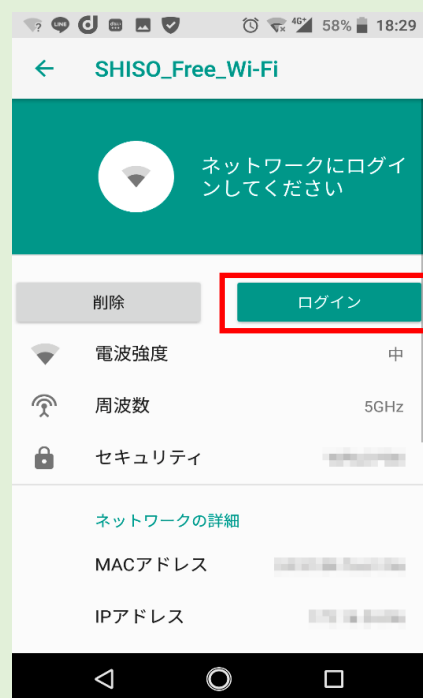 LINE
4G+
58%
18:29
SHISO_Free_Wi-Fi
ネットワークにログイ
ンしてください
削除
ログイン
電波強度
中
周波数
5GHz
セキュリティ
ネットワークの詳細
MACアドレス
IPアドレス